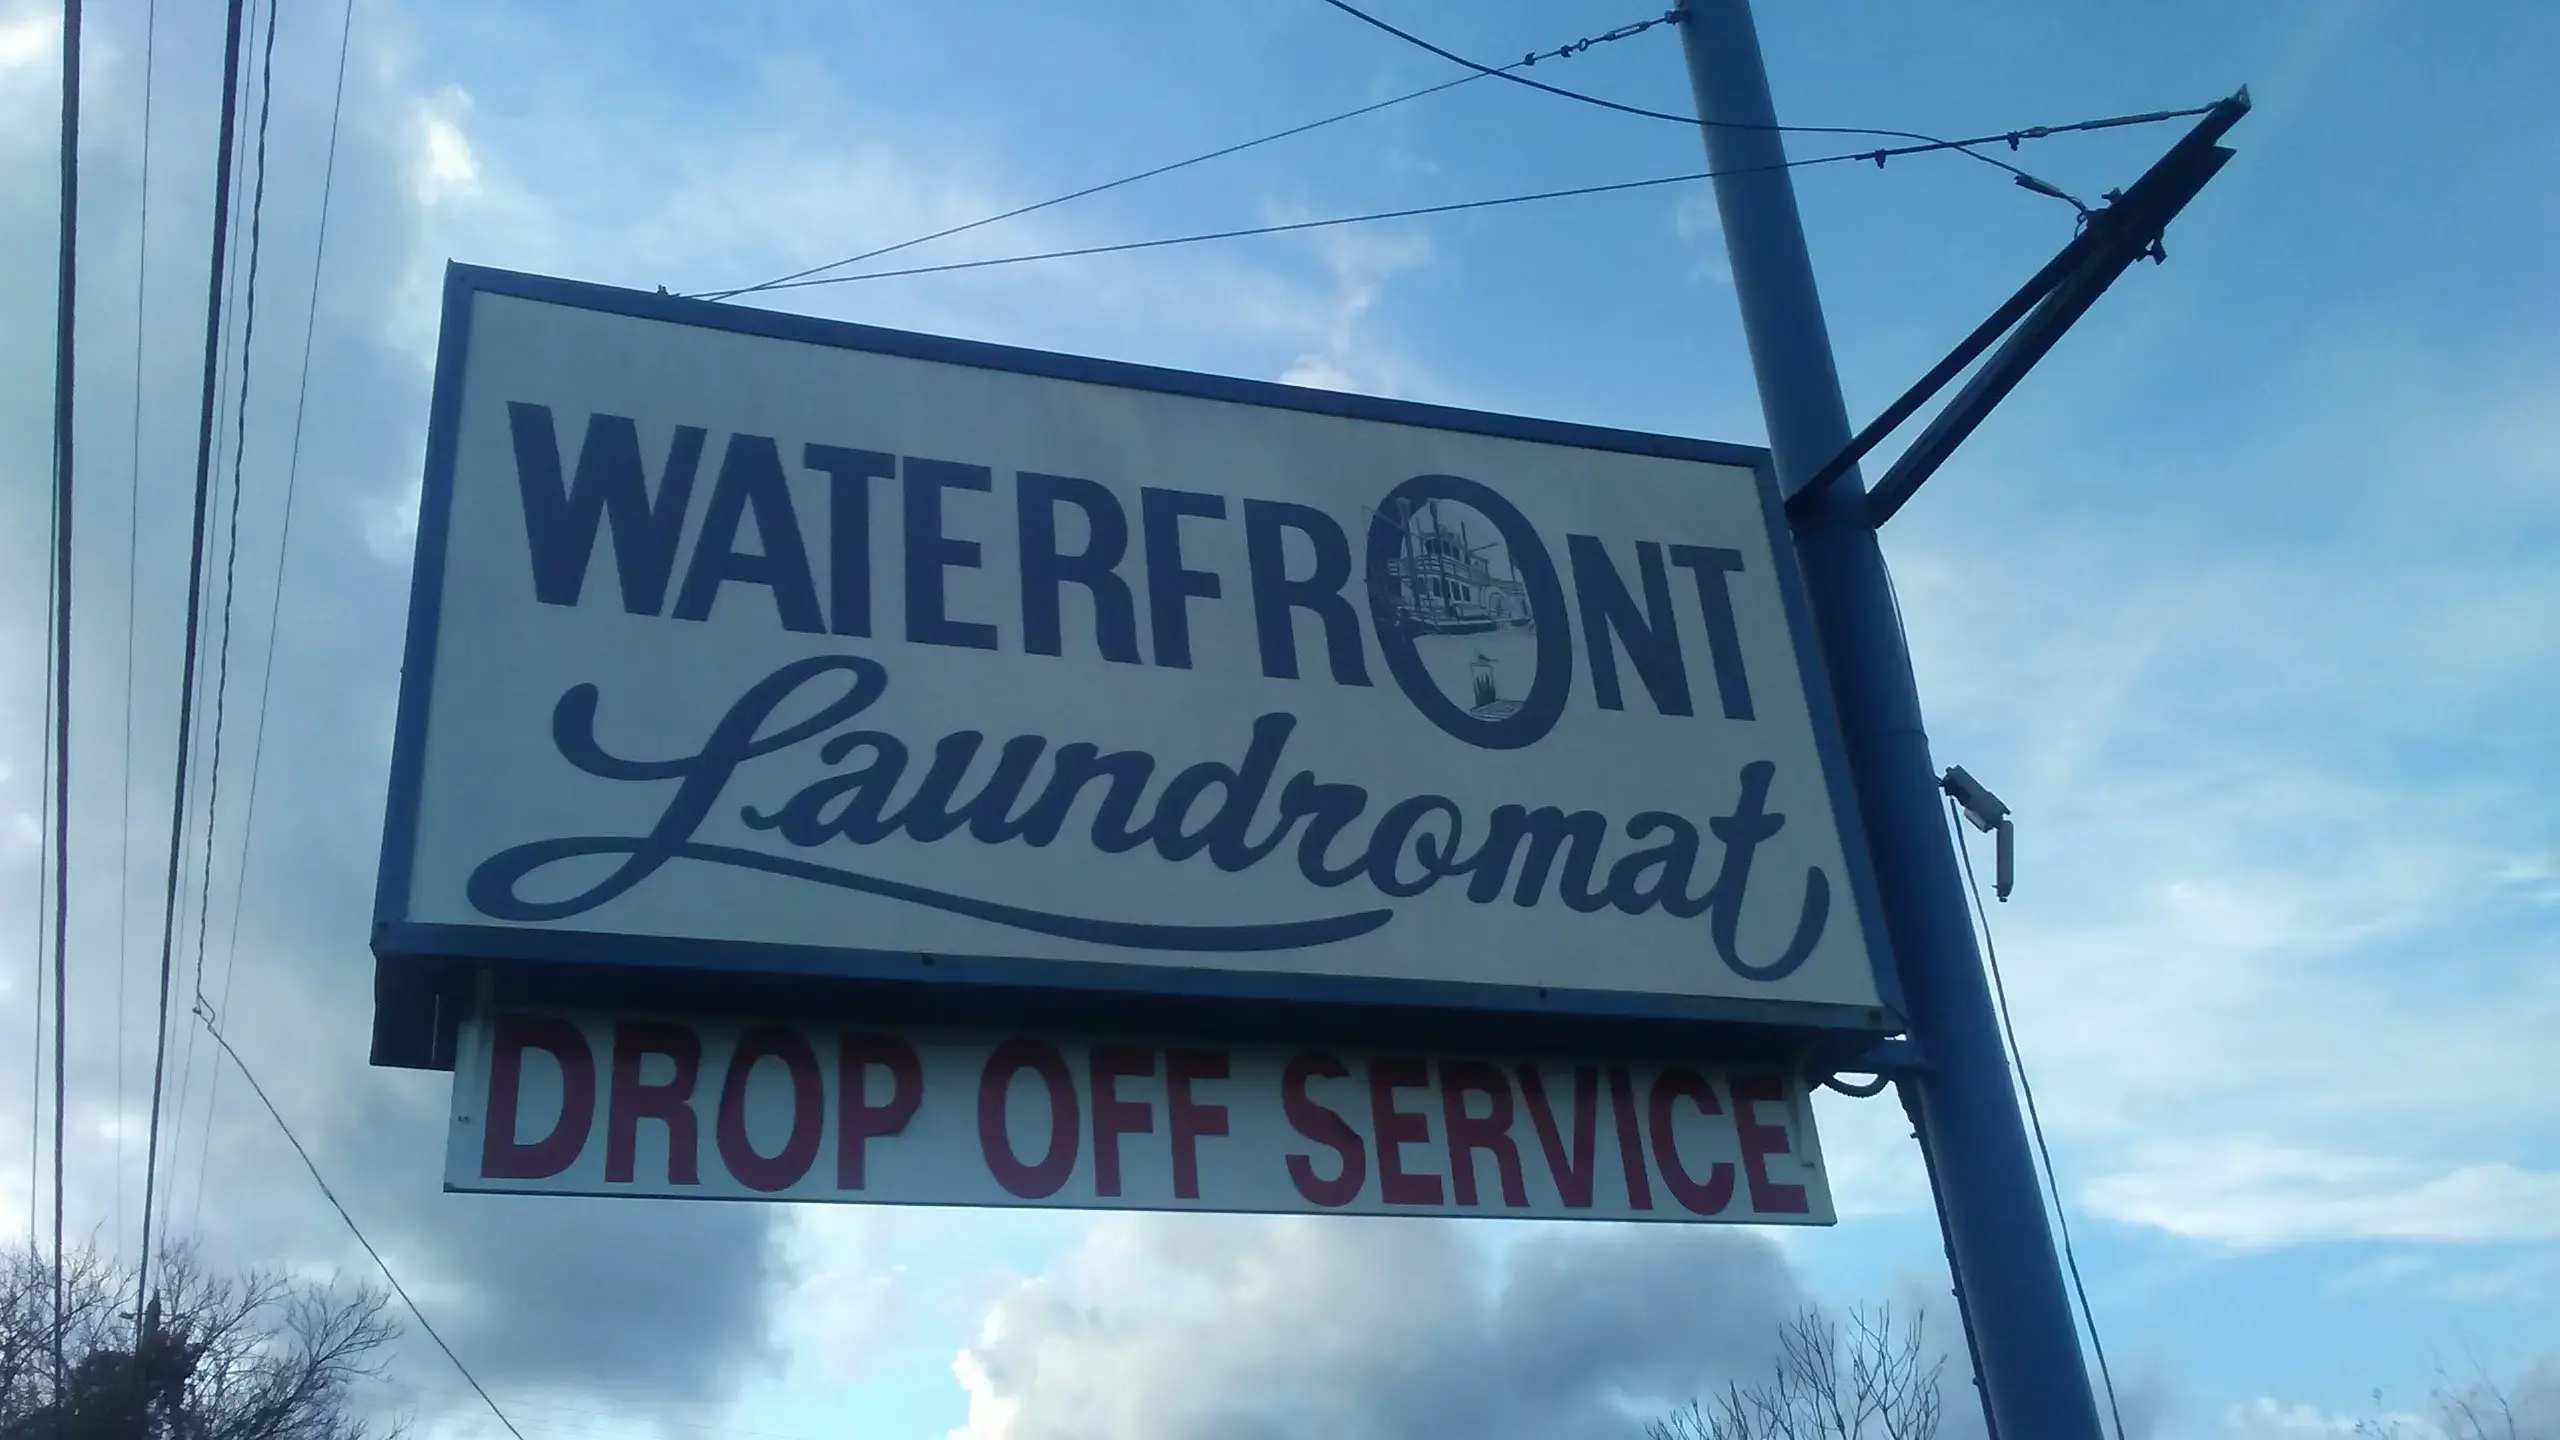 WATERFRONT
Laundromat
DROP OFF SERVICE